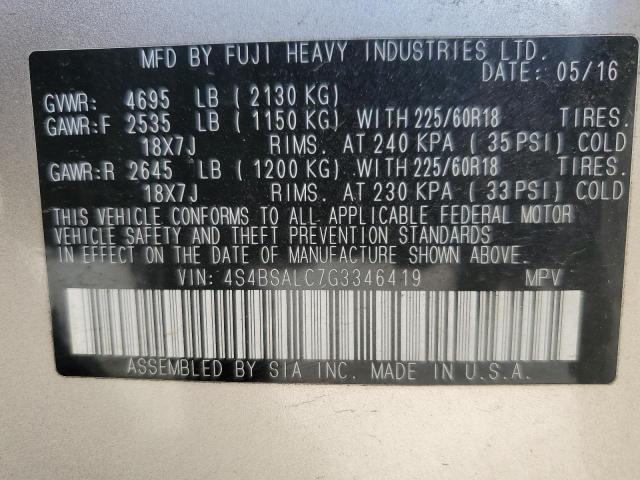 MFD BY FUJI HEAVY INDUSTRIES LTD.
DATE: 05/16
GVWR: 4695 LB (2130 KG)
GAWR:F 2535 LB (1150 KG) WITH 225/60R18 TIRES.
18X7J RIMS. AT 240 KPA (35 PSI) COLD
GAWR:R 2645 LB (1200 KG) WITH 225/60R18 TIRES.
18X7J RIMS. AT 230 KPA (33 PSI) COLD
THIS VEHICLE CONFORMS TO ALL APPLICABLE FEDERAL MOTOR
VEHICLE SAFETY AND THEFT PREVENTION STANDARDS
IN EFFECT ON THE DATE OF MANUFACTURE SHOWN ABOVE.
VIN: 4S4BSALC7G3346419 MPV
ASSEMBLED BY SIA INC. MADE IN U.S.A.